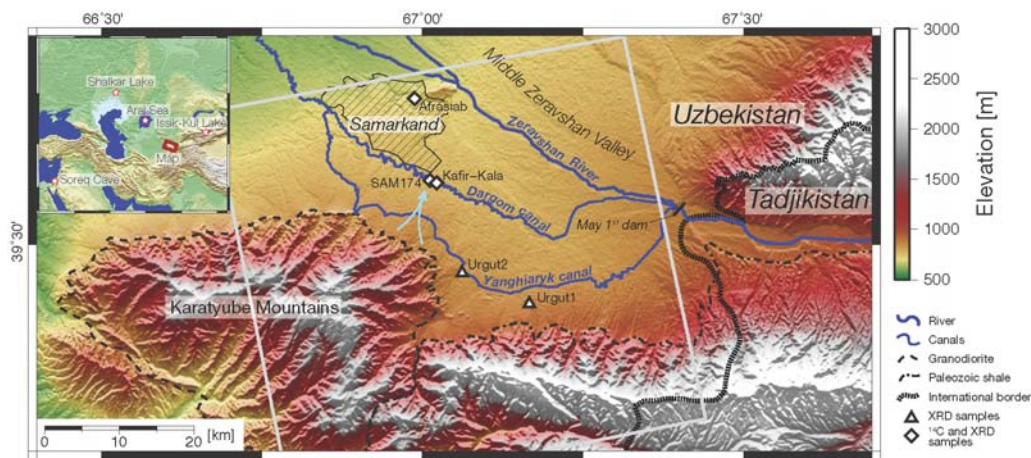 66°30'
67°00'
67°30'
39°30'
Shalkar Lake
Aral Sea
Issik-Kul Lake
Map
Soreq Cave
Afrasiab
Samarkand
Middle Zeravshan Valley
Zeravshan River
Uzbekistan
Tadjikistan
SAM174
Kafir-Kala
Dargom canal
May 1st dam
Urgut2
Yanghiaryk canal
Urgut1
Karatyube Mountains
0 5 10 15 20 [km]
3000
2500
2000
1500
1000
500
Elevation [m]
River
Canals
Granodiorite
Paleozoic shale
International border
XRD samples
14C and XRD
samples